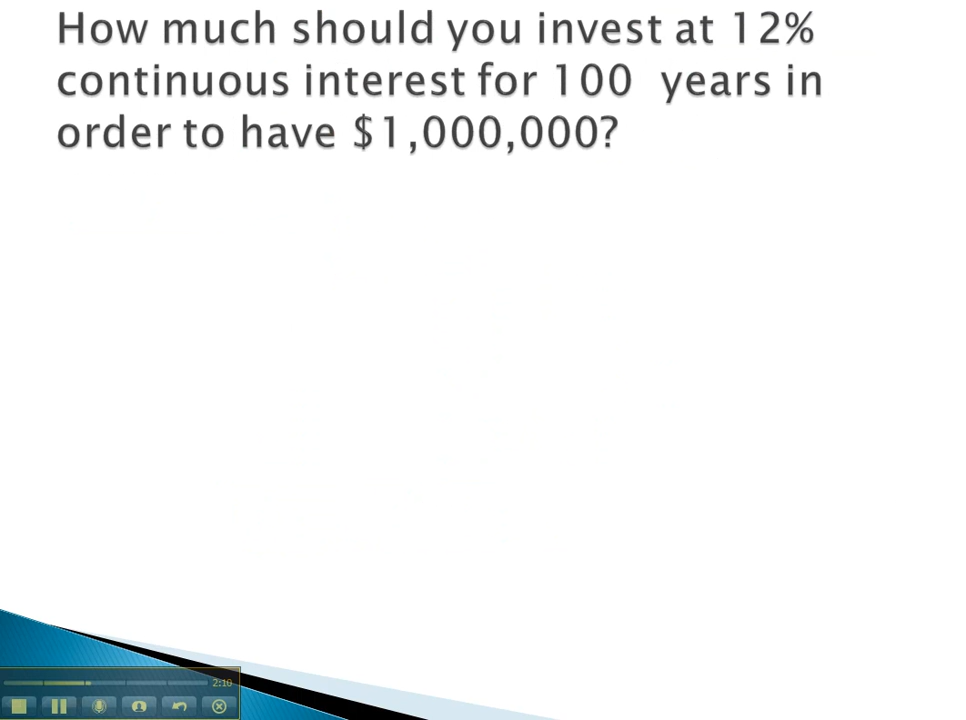 How much should you invest at 12%
continuous interest for 100 years in
order to have $1,000,000?
2:10